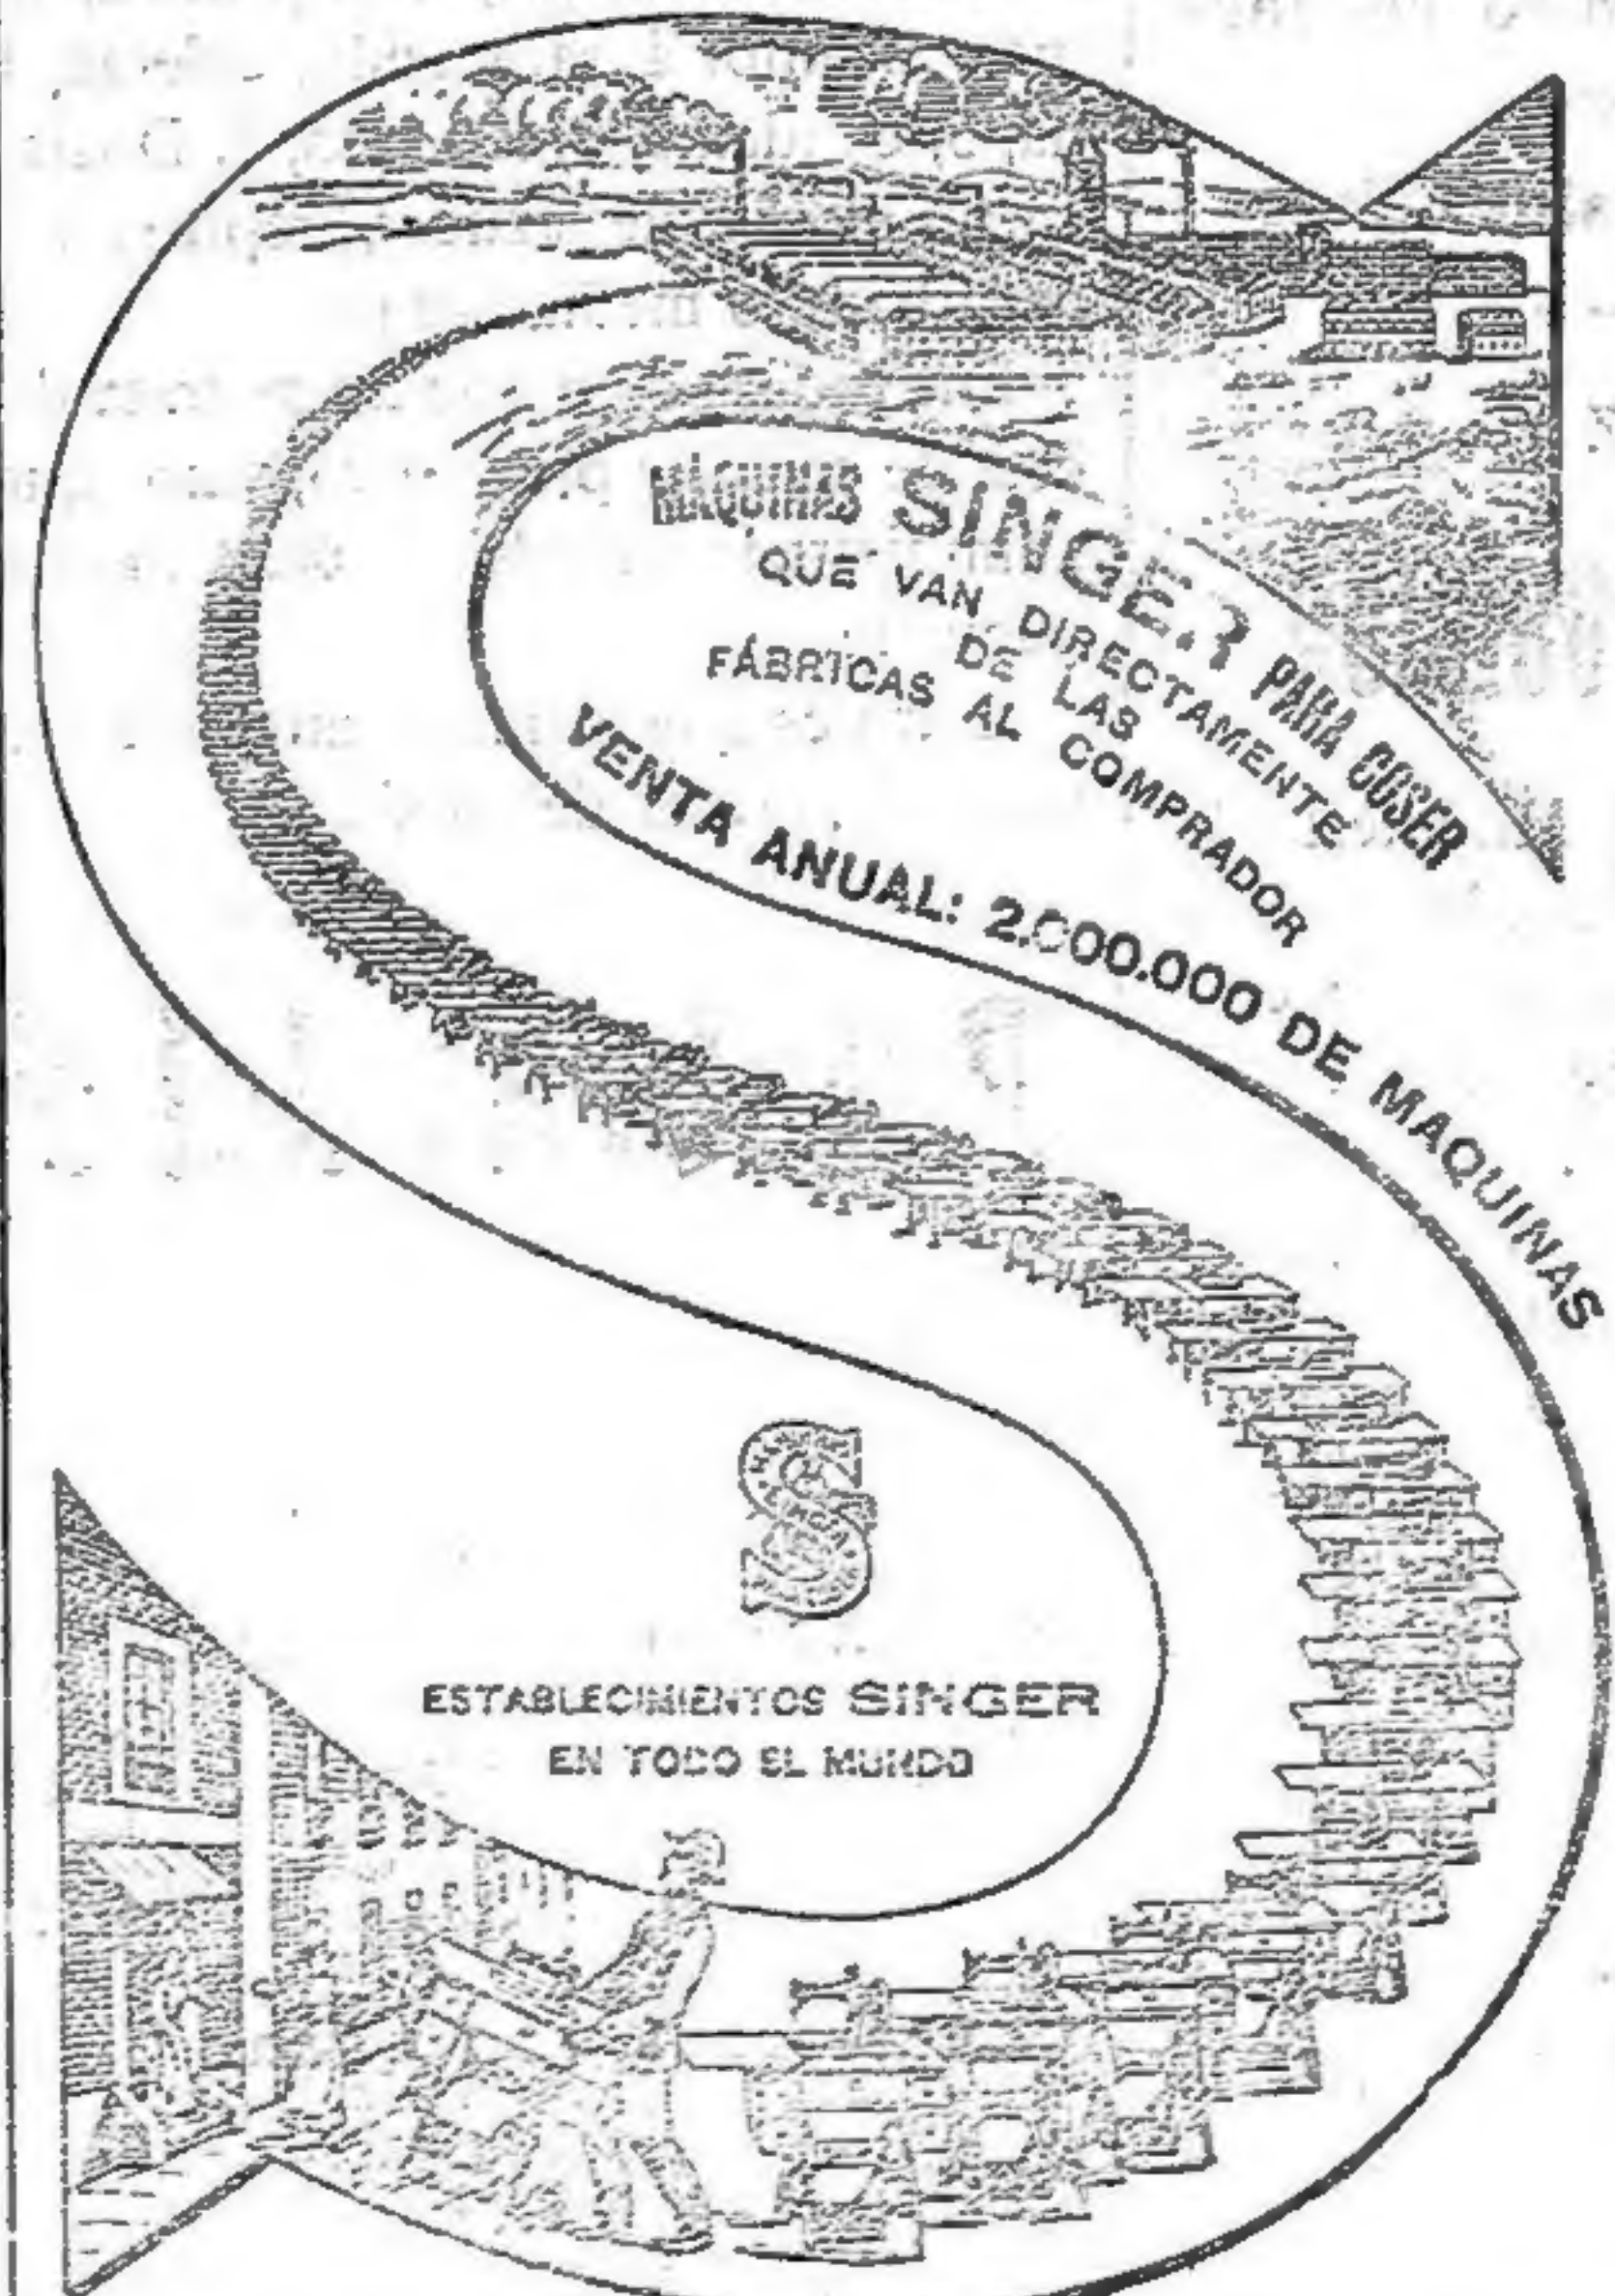 MÁQUINAS SINGER PARA COSER
QUE VAN DIRECTAMENTE
DE LAS
FÁBRICAS AL COMPRADOR
VENTA ANUAL: 2.000.000 DE MAQUINAS
ESTABLECIMIENTOS SINGER
EN TODO EL MUNDO